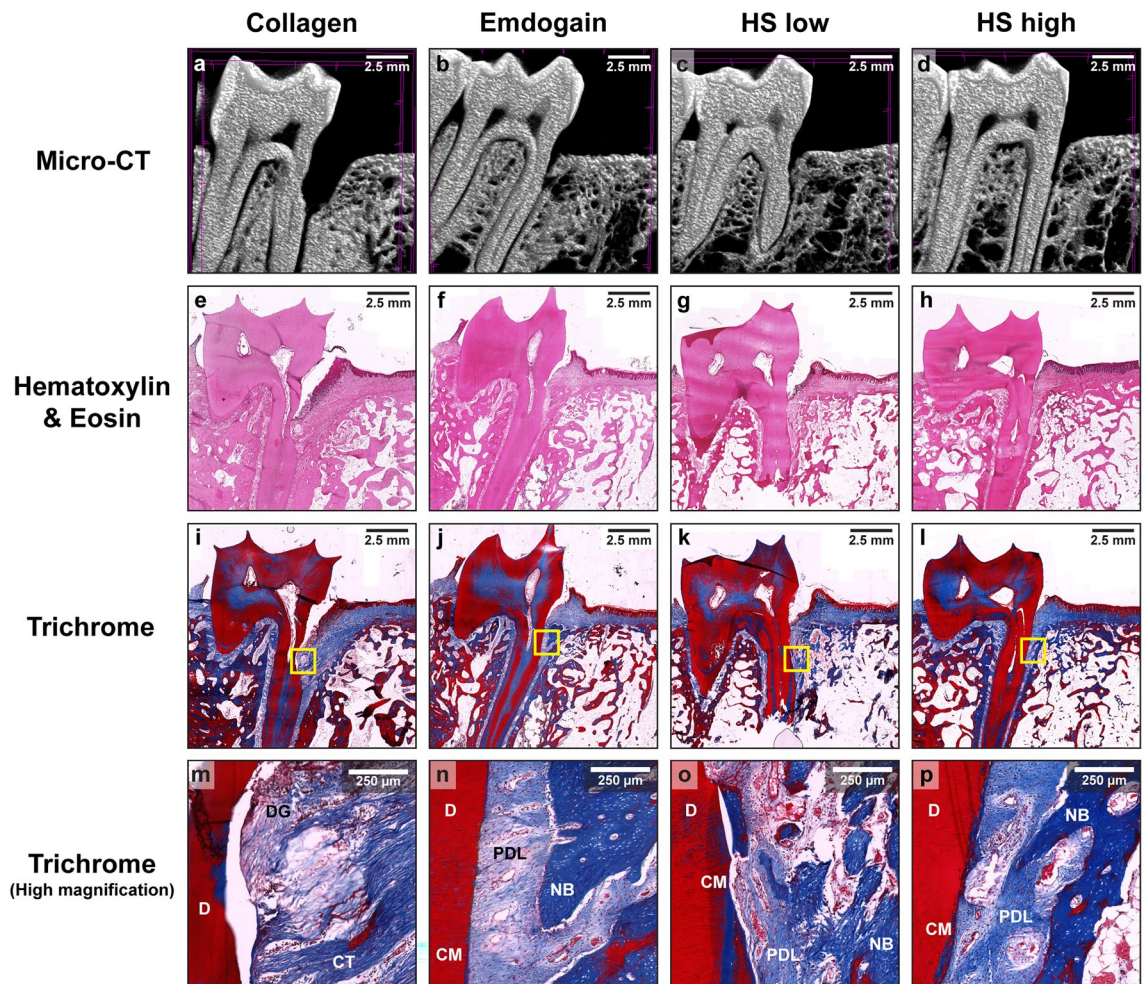 Collagen Emdogain HS low HS high
Micro-CT
a 2.5 mm b 2.5 mm c 2.5 mm d 2.5 mm
Hematoxylin
& Eosin
e 2.5 mm f 2.5 mm g 2.5 mm h 2.5 mm
Trichrome
i 2.5 mm j 2.5 mm k 2.5 mm l 2.5 mm
Trichrome
(High magnification)
m 250 µm n 250 µm o 250 µm p 250 µm
DG D D D NB
PDL
NB CM
D NB PDL
CT CM PDL CM